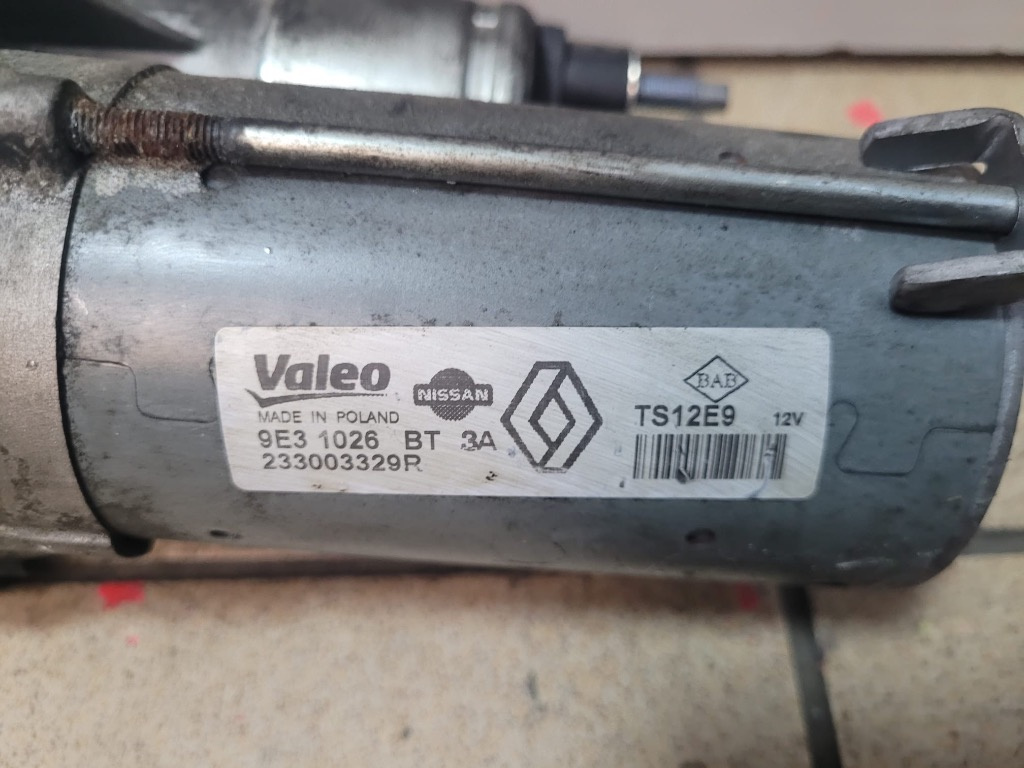 Valeo
NISSAN
BAB
MADE IN POLAND
TS12E9 12V
9E3 1026 BT 3A
233003329R